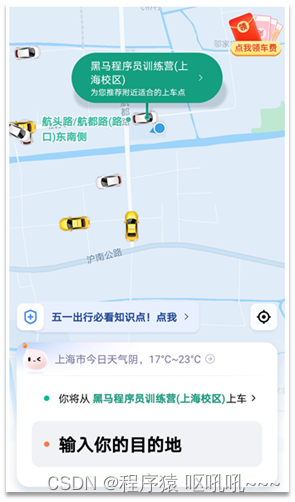 领
点我领车费
黑马程序员训练营(上
海校区)
为您推荐附近适合的上车点
航头路/航都路(路
口)东南侧
沪南公路
五一出行必看知识点！点我
上海市今日天气阴，17°C~23°C
你将从 黑马程序员训练营(上海校区)上车
输入你的目的地
CSDN @程序猿 呕吼吼~~~